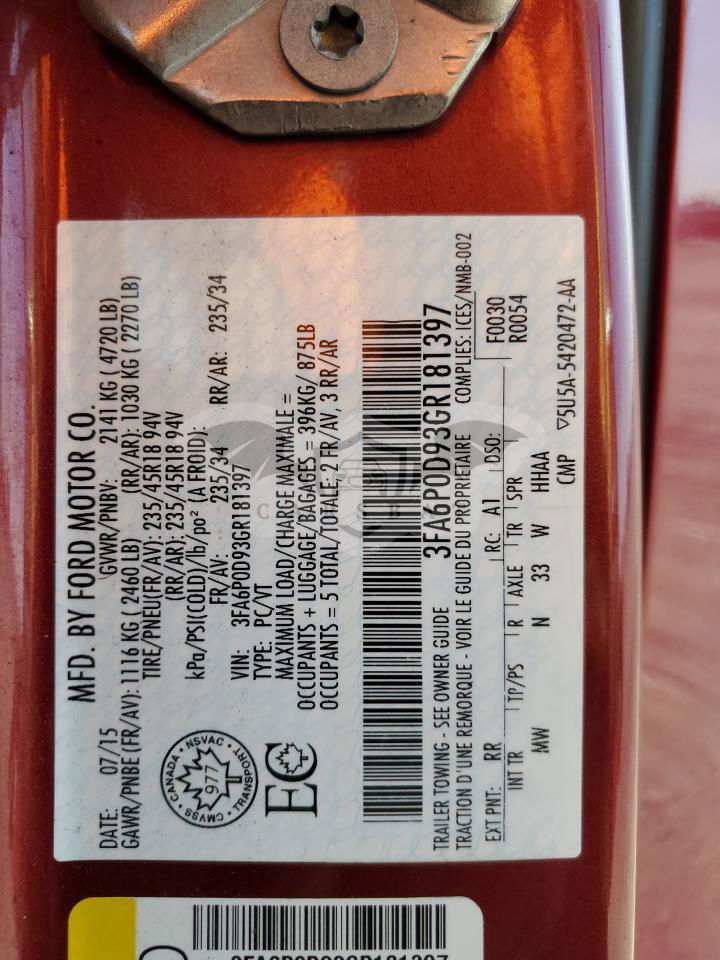 MFD. BY FORD MOTOR CO.
DATE: 07/15 GVWR/PNBV: 2141 KG ( 4720 LB)
GAWR/PNBE (FR/AV): 1116 KG ( 2460 LB) (RR/AR): 1030 KG ( 2270 LB)
TIRE/PNEU(FR/AV): 235/45R18 94V
(RR/AR): 235/45R18 94V
kPa/PSI(COLD)/lb/po² (A FROID):
FR/AV: 235/34 RR/AR: 235/34
VIN: 3FA6P0D93GR181397
TYPE: PC/VT
MAXIMUM LOAD/CHARGE MAXIMALE =
OCCUPANTS + LUGGAGE/BAGAGES = 396KG/ 875LB
OCCUPANTS = 5 TOTAL/TOTALE: 2 FR/AV, 3 RR/AR
CANADA • NSVAC • TRANSPORT • CMVSS •
977
EC
3FA6P0D93GR181397
TRAILER TOWING - SEE OWNER GUIDE
TRACTION D'UNE REMORQUE - VOIR LE GUIDE DU PROPRIETAIRE COMPLIES: ICES/NMB-002
EXT PNT: RR RC: A1 DSO: F0030
R0054
INT TR TP/PS R AXLE TR SPR
MW N 33 W HHAA
CMP ▽5U5A-5420472-AA